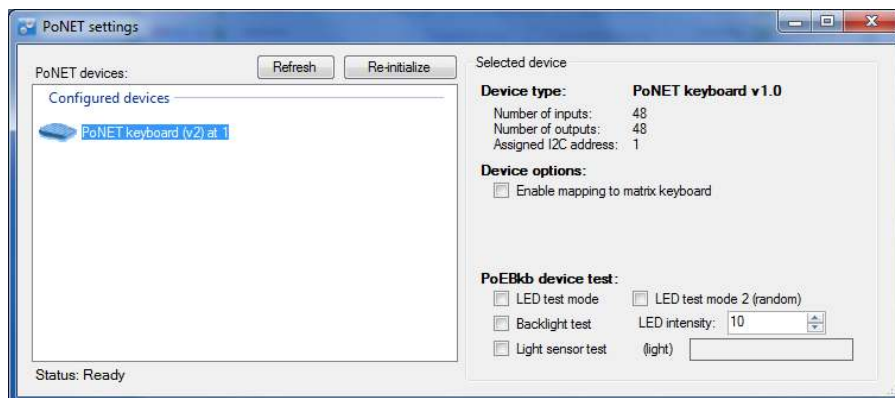 PoNET settings
PoNET devices:
Refresh
Re-initialize
Configured devices
PoNET keyboard (v2) at 1
Status: Ready
Selected device
Device type: PoNET keyboard v1.0
Number of inputs: 48
Number of outputs: 48
Assigned I2C address: 1
Device options:
Enable mapping to matrix keyboard
PoEBkb device test:
LED test mode
LED test mode 2 (random)
Backlight test
LED intensity: 10
Light sensor test
(light)